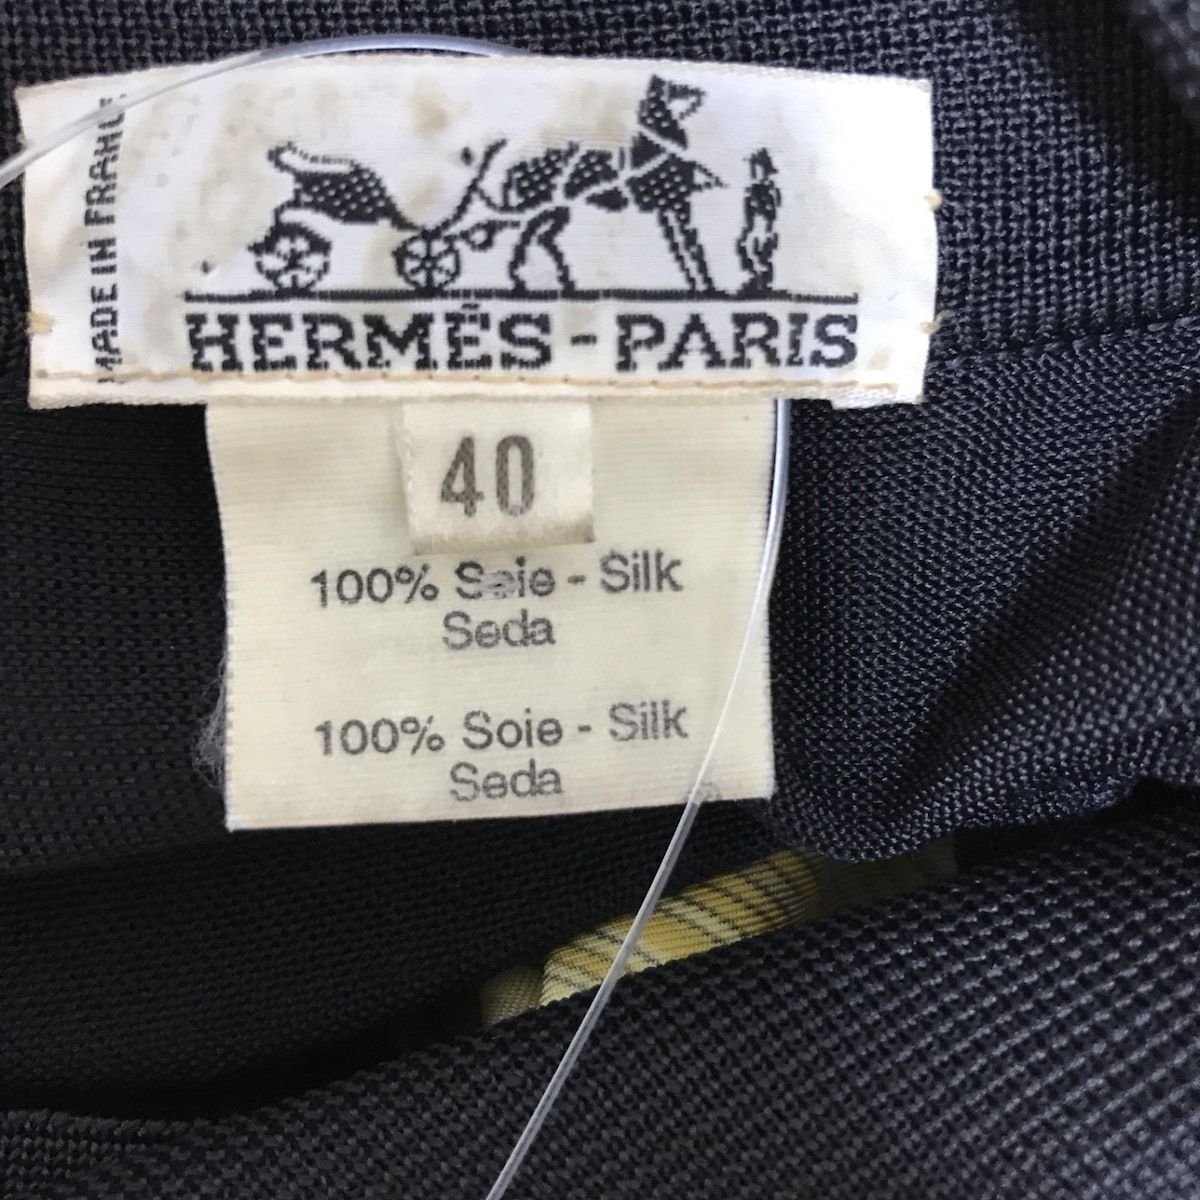 MADE IN FRANCE
HERMÈS-PARIS
40
100% Soie - Silk
Seda
100% Soie - Silk
Seda